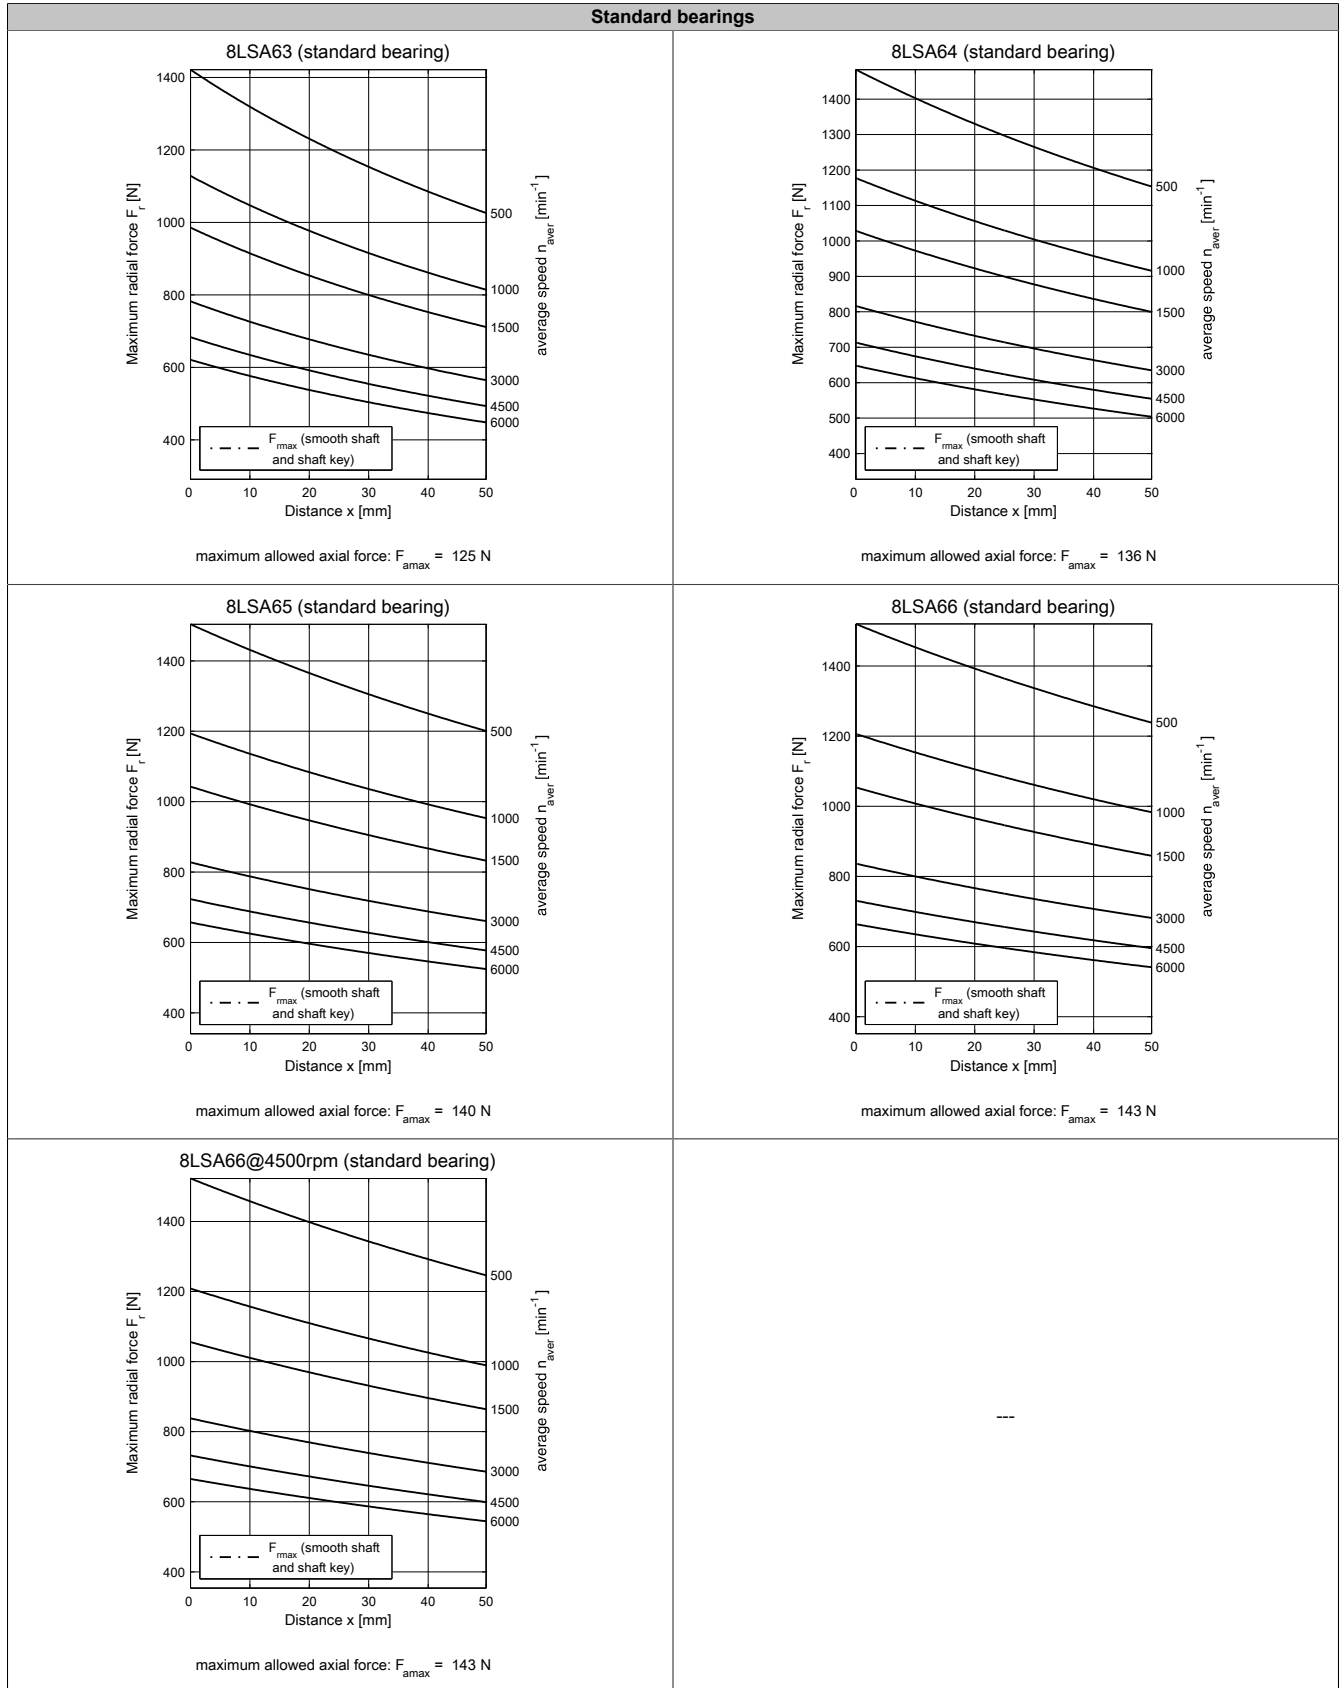 Standard bearings
8LSA63 (standard bearing)
Maximum radial force F_r [N]
1400
1200
1000
800
600
400
500
1000
1500
3000
4500
6000
average speed n_aver [min^-1]
F_rmax (smooth shaft
and shaft key)
0 10 20 30 40 50
Distance x [mm]
maximum allowed axial force: F_amax = 125 N
8LSA64 (standard bearing)
Maximum radial force F_r [N]
1400
1300
1200
1100
1000
900
800
700
600
500
400
500
1000
1500
3000
4500
6000
average speed n_aver [min^-1]
F_rmax (smooth shaft
and shaft key)
0 10 20 30 40 50
Distance x [mm]
maximum allowed axial force: F_amax = 136 N
8LSA65 (standard bearing)
Maximum radial force F_r [N]
1400
1200
1000
800
600
400
500
1000
1500
3000
4500
6000
average speed n_aver [min^-1]
F_rmax (smooth shaft
and shaft key)
0 10 20 30 40 50
Distance x [mm]
maximum allowed axial force: F_amax = 140 N
8LSA66 (standard bearing)
Maximum radial force F_r [N]
1400
1200
1000
800
600
400
500
1000
1500
3000
4500
6000
average speed n_aver [min^-1]
F_rmax (smooth shaft
and shaft key)
0 10 20 30 40 50
Distance x [mm]
maximum allowed axial force: F_amax = 143 N
8LSA66@4500rpm (standard bearing)
Maximum radial force F_r [N]
1400
1200
1000
800
600
400
500
1000
1500
3000
4500
6000
average speed n_aver [min^-1]
F_rmax (smooth shaft
and shaft key)
0 10 20 30 40 50
Distance x [mm]
maximum allowed axial force: F_amax = 143 N
---